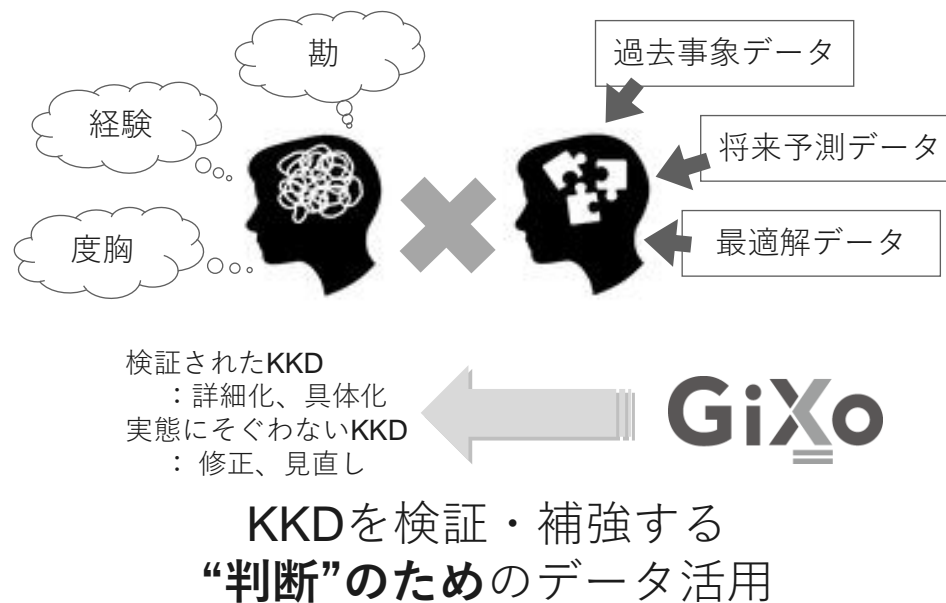 勘
経験
度胸
過去事象データ
将来予測データ
最適解データ
検証されたKKD
：詳細化、具体化
実態にそぐわないKKD
： 修正、見直し
GiXo
KKDを検証・補強する
“判断”のためのデータ活用